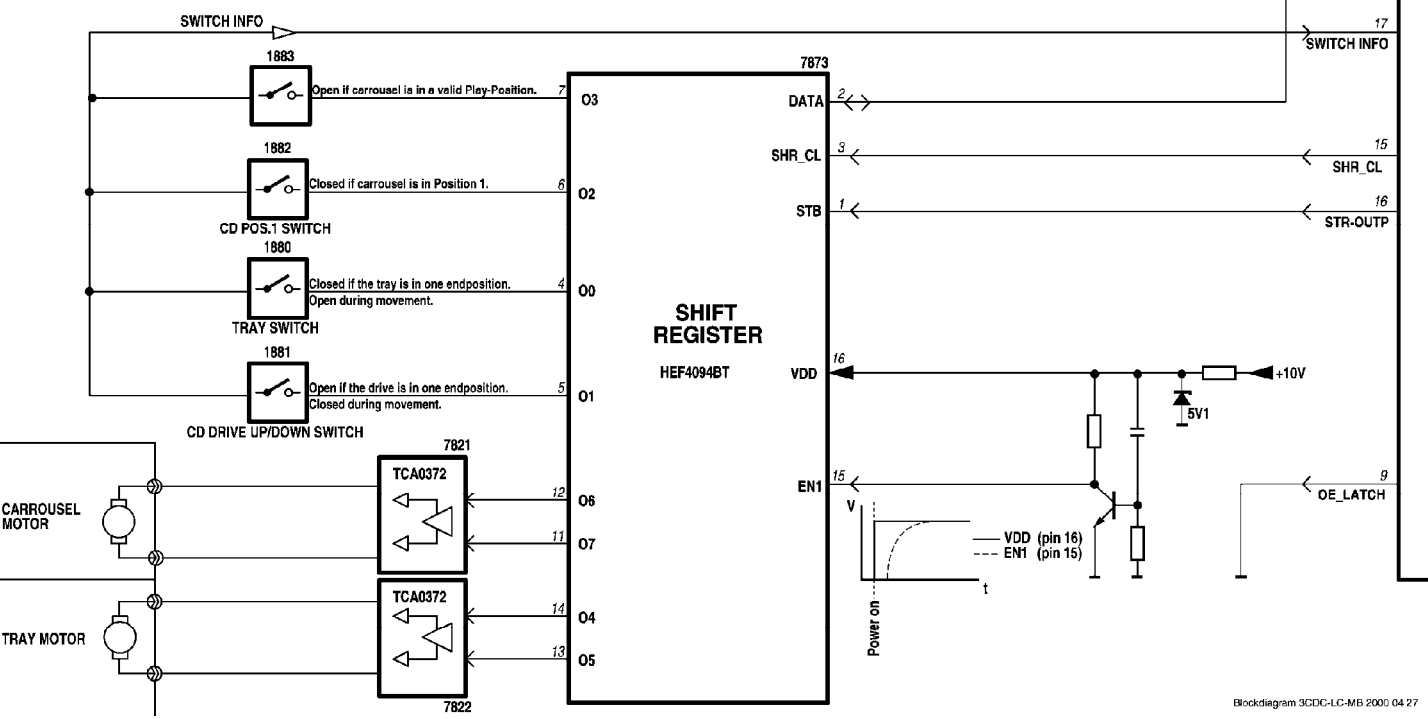 SWITCH INFO
17
SWITCH INFO
1883
Open if carrousel is in a valid Play-Position.
7
O3
7873
DATA
2
1882
Closed if carrousel is in Position 1.
6
O2
CD POS.1 SWITCH
SHR_CL
3
15
SHR_CL
STB
1
16
STR-OUTP
1880
Closed if the tray is in one endposition.
Open during movement.
4
O0
TRAY SWITCH
SHIFT
REGISTER
HEF4094BT
1881
Open if the drive is in one endposition.
Closed during movement.
5
O1
CD DRIVE UP/DOWN SWITCH
VDD
16
+10V
5V1
7821
TCA0372
CARROUSEL
MOTOR
12
O6
11
O7
EN1
15
9
OE_LATCH
V
VDD (pin 16)
EN1 (pin 15)
t
Power on
TCA0372
TRAY MOTOR
14
O4
13
O5
7822
Blockdiagram 3CDC-LC-MB 2000 04 27